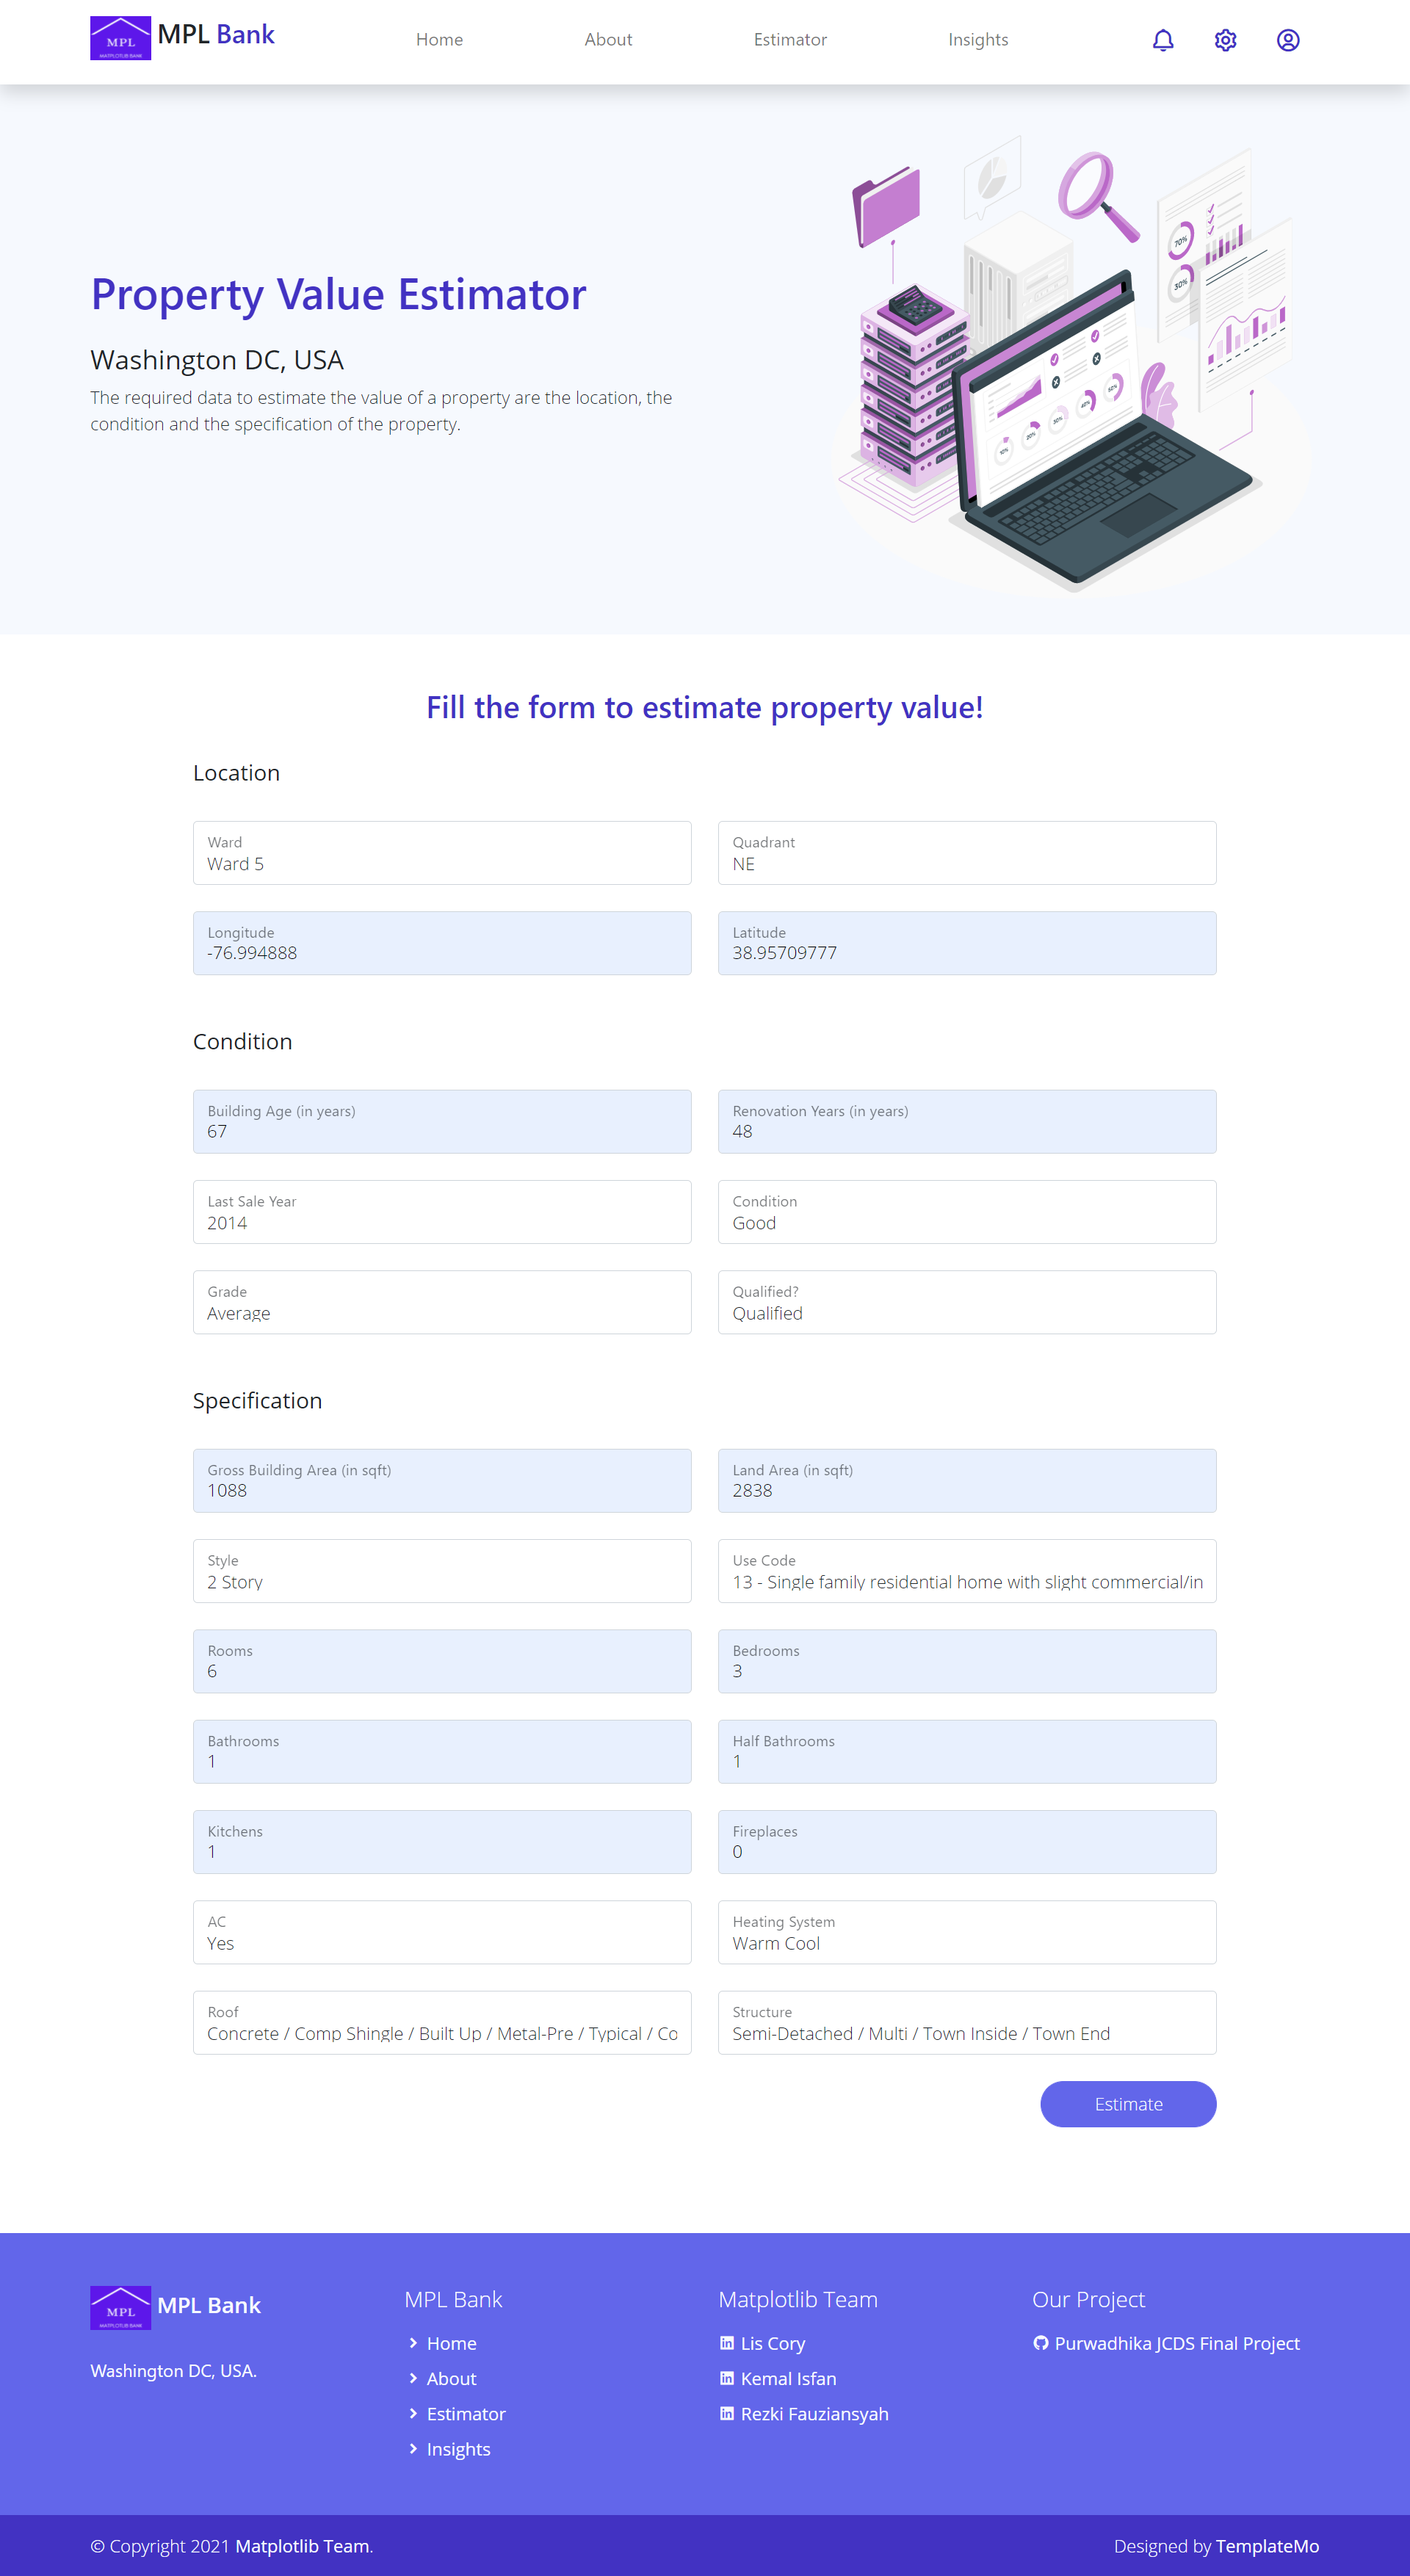 MPL
MATPLOTLIB BANK
MPL Bank
Home
About
Estimator
Insights
Property Value Estimator
Washington DC, USA
The required data to estimate the value of a property are the location, the
condition and the specification of the property.
70%
30%
10%
20%
30%
40%
50%
Fill the form to estimate property value!
Location
Ward
Ward 5
Quadrant
NE
Longitude
-76.994888
Latitude
38.95709777
Condition
Building Age (in years)
67
Renovation Years (in years)
48
Last Sale Year
2014
Condition
Good
Grade
Average
Qualified?
Qualified
Specification
Gross Building Area (in sqft)
1088
Land Area (in sqft)
2838
Style
2 Story
Use Code
13 - Single family residential home with slight commercial/in
Rooms
6
Bedrooms
3
Bathrooms
1
Half Bathrooms
1
Kitchens
1
Fireplaces
0
AC
Yes
Heating System
Warm Cool
Roof
Concrete / Comp Shingle / Built Up / Metal-Pre / Typical / Co
Structure
Semi-Detached / Multi / Town Inside / Town End
Estimate
MPL
MATPLOTLIB BANK
MPL Bank
Washington DC, USA.
MPL Bank
Home
About
Estimator
Insights
Matplotlib Team
Lis Cory
Kemal Isfan
Rezki Fauziansyah
Our Project
Purwadhika JCDS Final Project
© Copyright 2021 Matplotlib Team.
Designed by TemplateMo